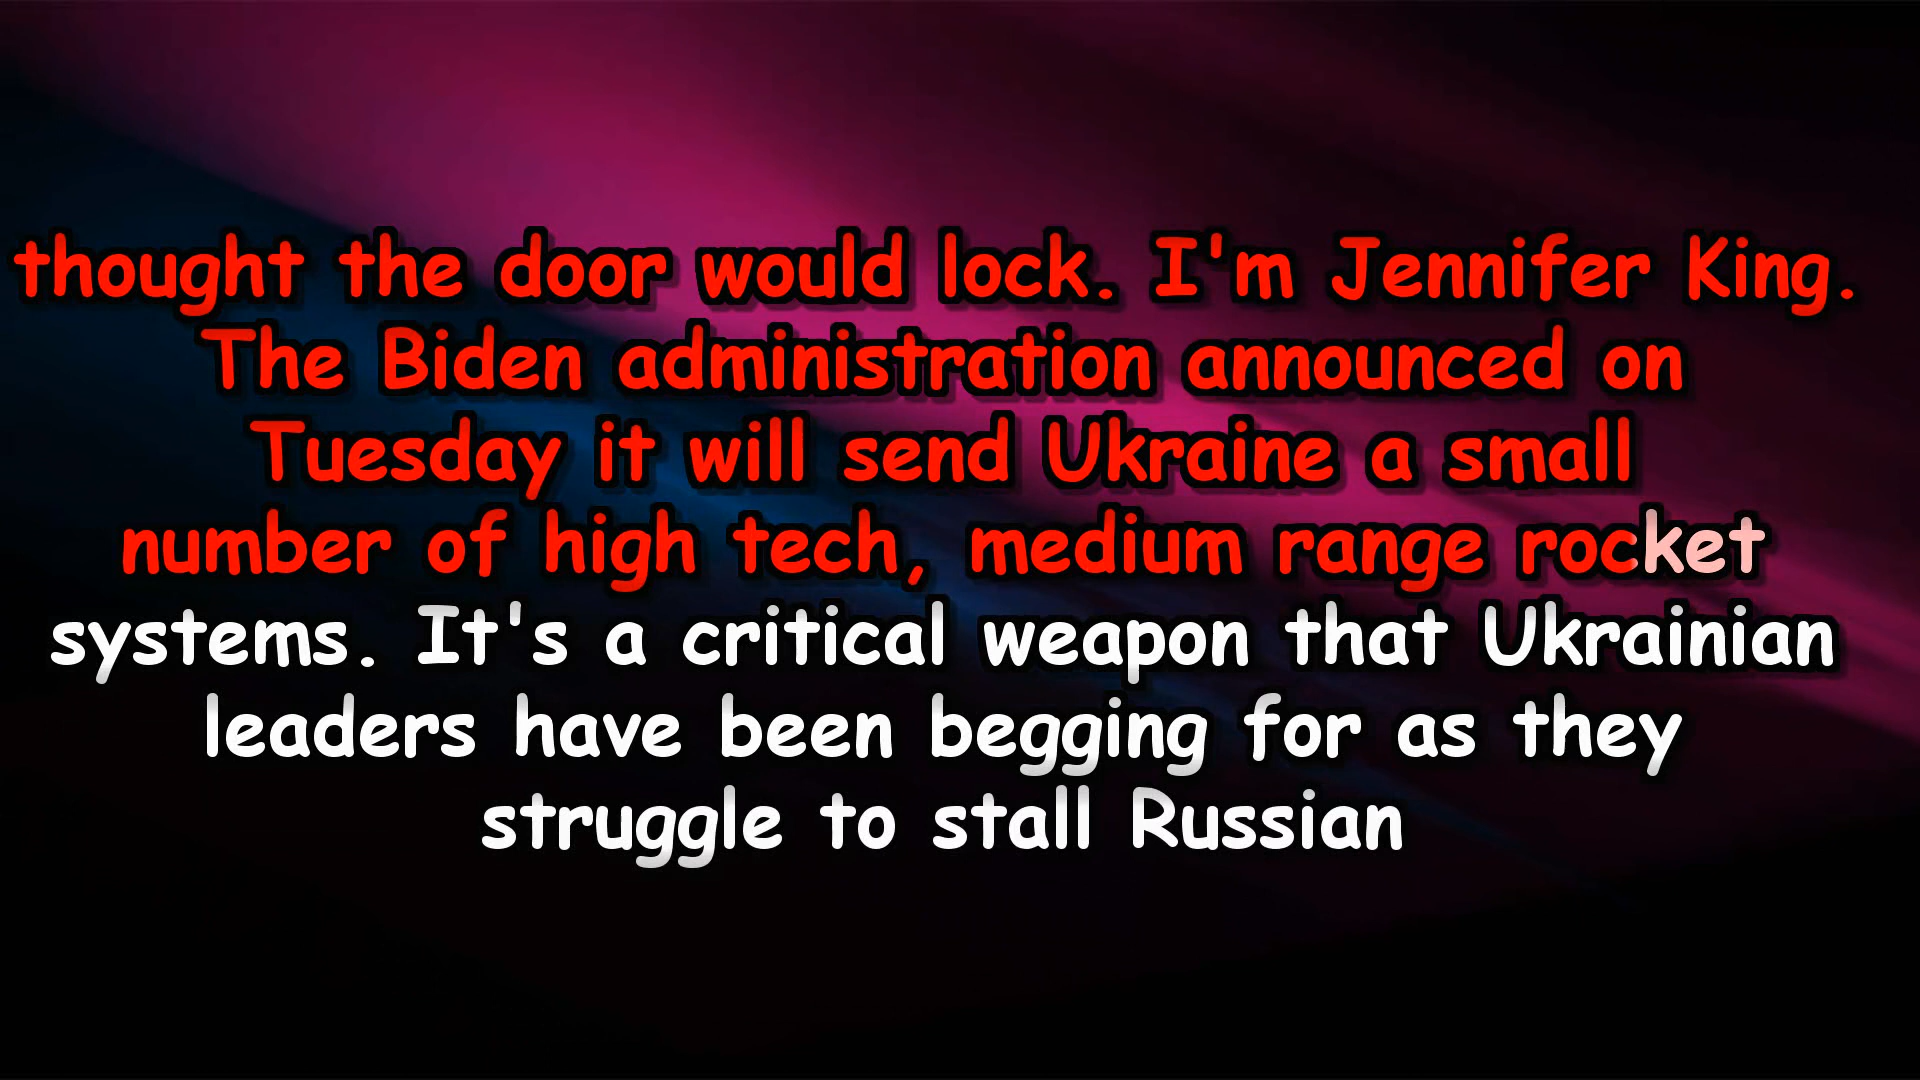 thought the door would lock. I'm Jennifer King.
The Biden administration announced on
Tuesday it will send Ukraine a small
number of high tech, medium range rocket
systems. It's a critical weapon that Ukrainian
leaders have been begging for as they
struggle to stall Russian